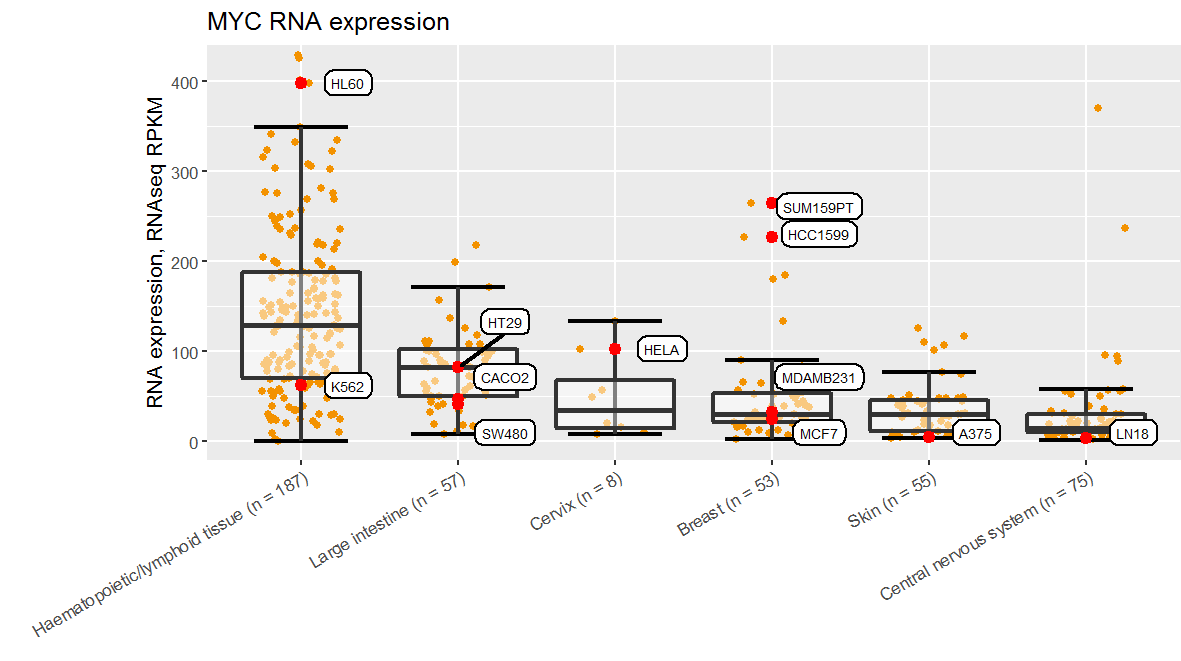 MYC RNA expression
RNA expression, RNAseq RPKM
400
300
200
100
0
HL60
K562
HT29
CACO2
SW480
HELA
SUM159PT
HCC1599
MDAMB231
MCF7
A375
LN18
Haematopoietic/lymphoid tissue (n = 187)
Large intestine (n = 57)
Cervix (n = 8)
Breast (n = 53)
Skin (n = 55)
Central nervous system (n = 75)